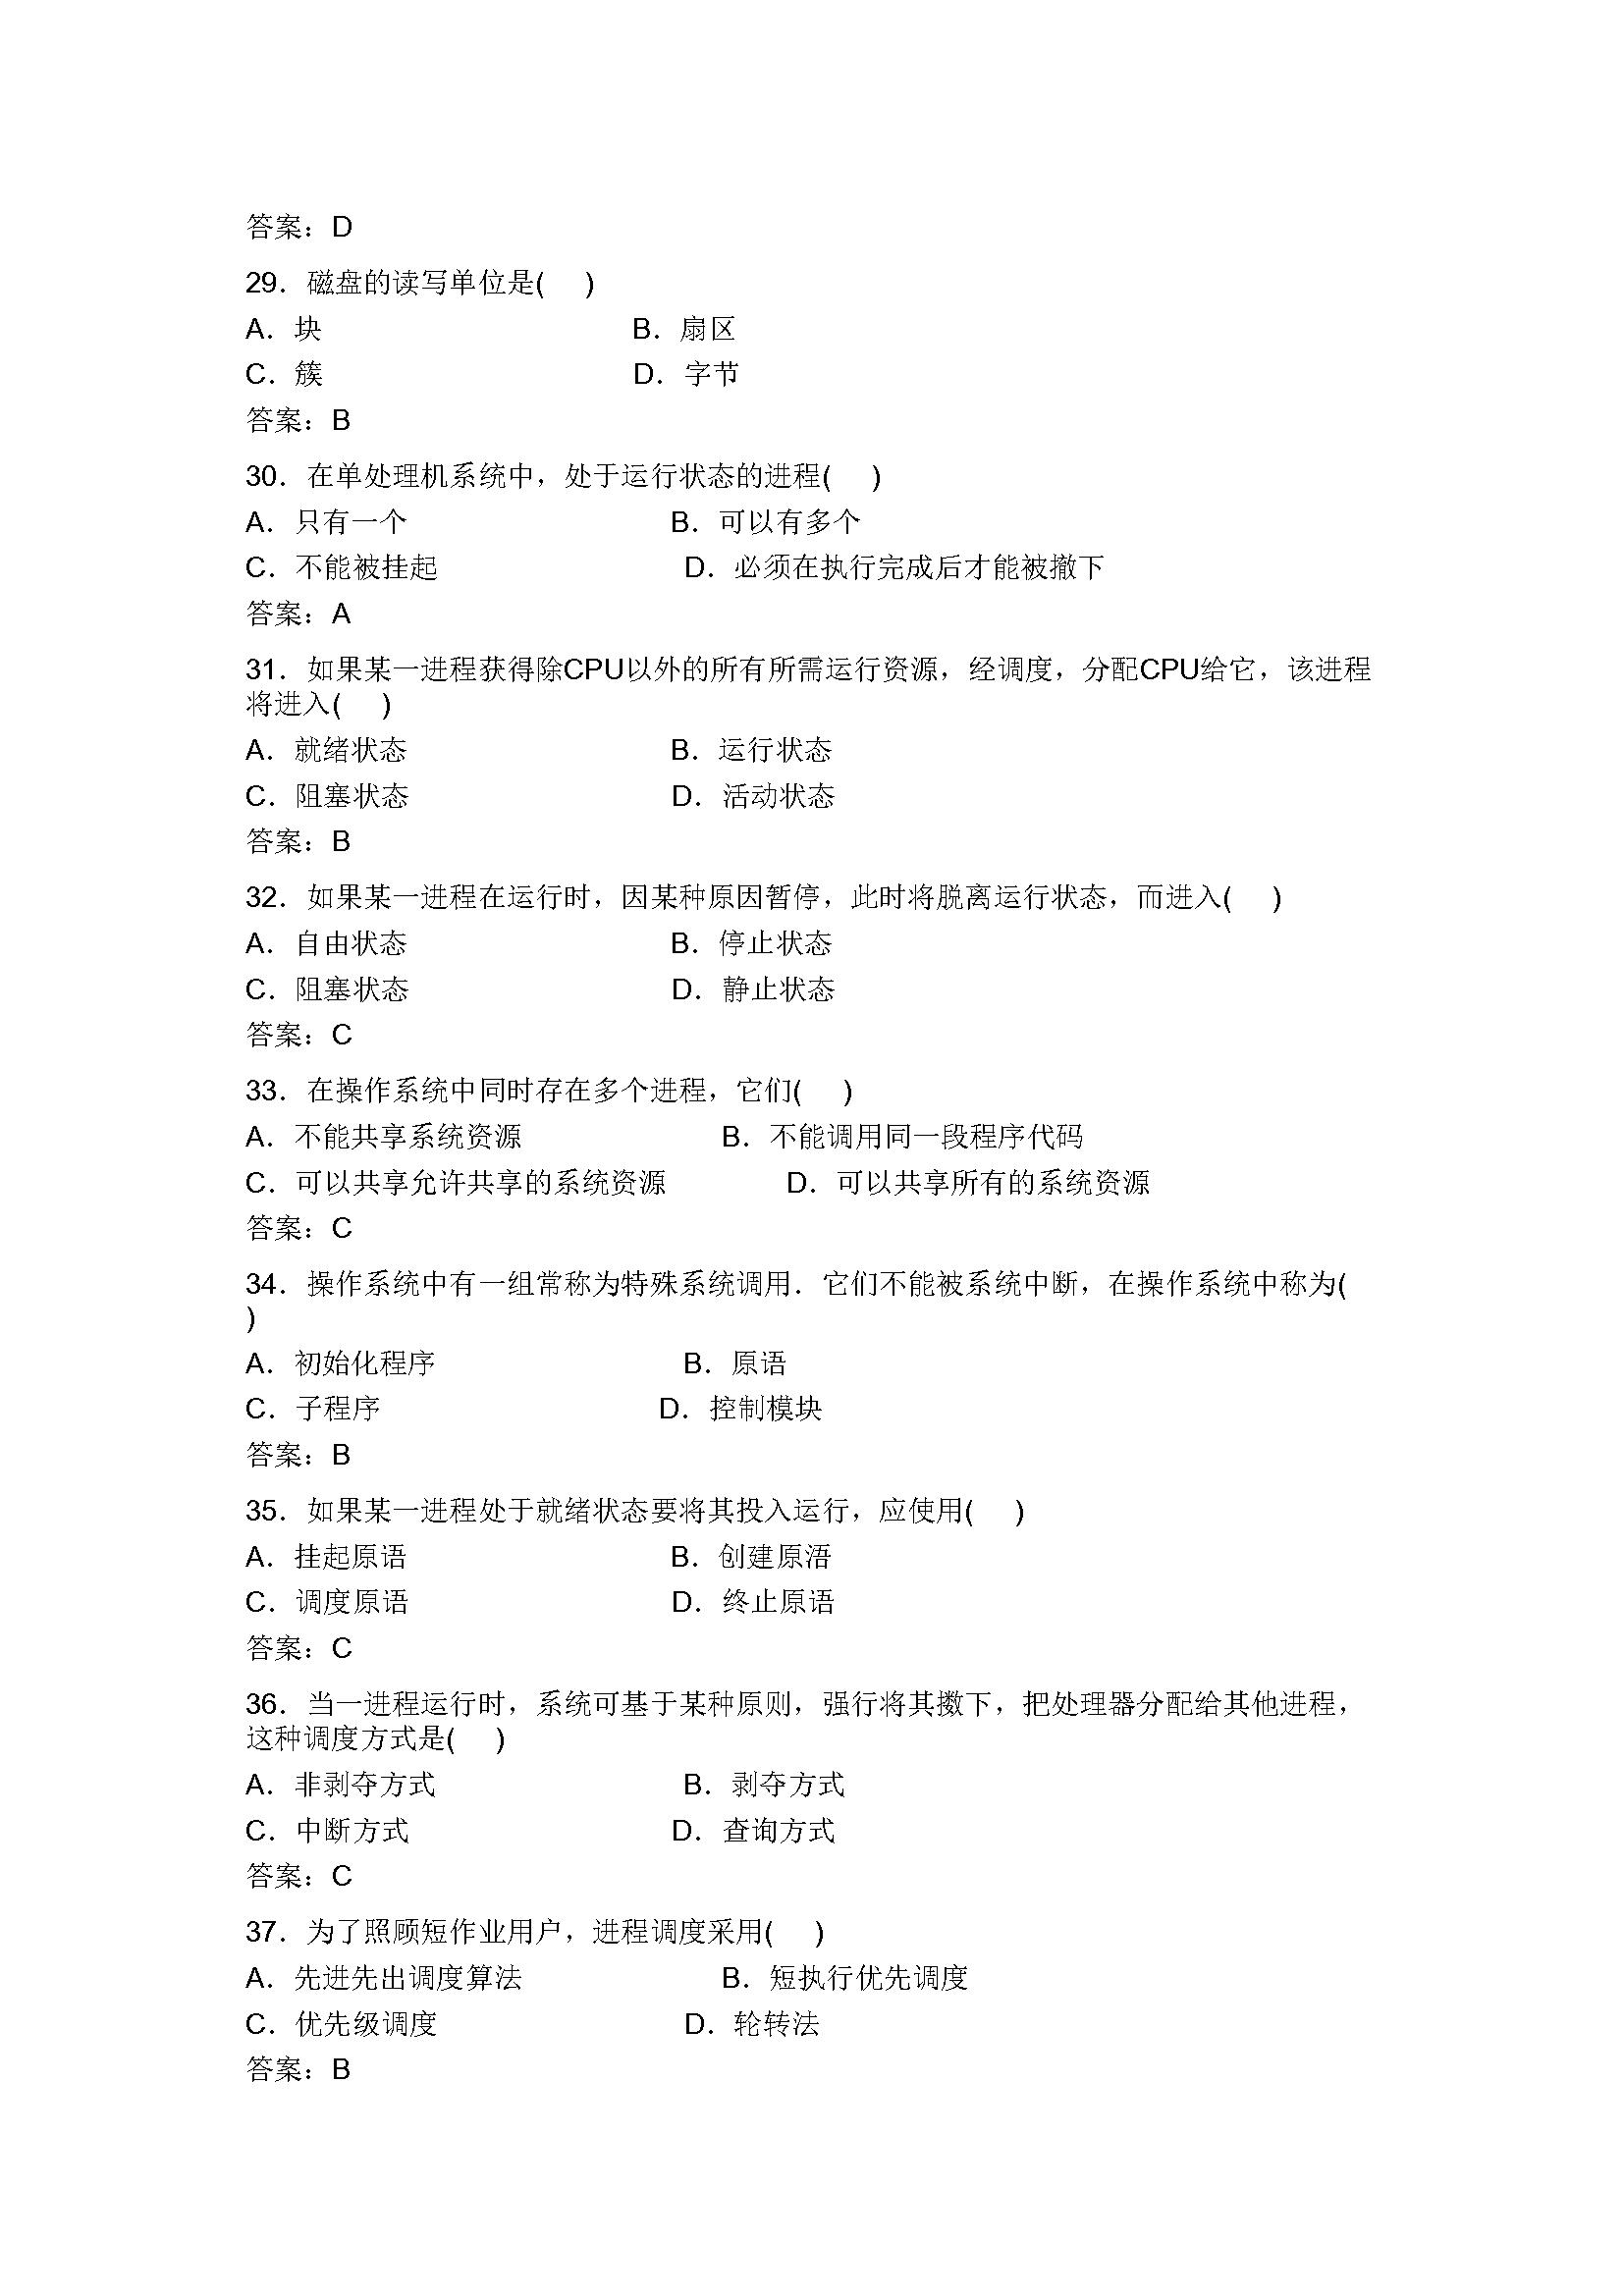 答案：D
29．磁盘的读写单位是(    )
A．块    B．扇区
C．簇    D．字节
答案：B
30．在单处理机系统中，处于运行状态的进程(    )
A．只有一个    B．可以有多个
C．不能被挂起    D．必须在执行完成后才能被撤下
答案：A
31．如果某一进程获得除CPU以外的所有所需运行资源，经调度，分配CPU给它，该进程
将进入(    )
A．就绪状态    B．运行状态
C．阻塞状态    D．活动状态
答案：B
32．如果某一进程在运行时，因某种原因暂停，此时将脱离运行状态，而进入(    )
A．自由状态    B．停止状态
C．阻塞状态    D．静止状态
答案：C
33．在操作系统中同时存在多个进程，它们(    )
A．不能共享系统资源    B．不能调用同一段程序代码
C．可以共享允许共享的系统资源    D．可以共享所有的系统资源
答案：C
34．操作系统中有一组常称为特殊系统调用．它们不能被系统中断，在操作系统中称为(
)
A．初始化程序    B．原语
C．子程序    D．控制模块
答案：B
35．如果某一进程处于就绪状态要将其投入运行，应使用(    )
A．挂起原语    B．创建原浯
C．调度原语    D．终止原语
答案：C
36．当一进程运行时，系统可基于某种原则，强行将其撽下，把处理器分配给其他进程，
这种调度方式是(    )
A．非剥夺方式    B．剥夺方式
C．中断方式    D．查询方式
答案：C
37．为了照顾短作业用户，进程调度采用(    )
A．先进先出调度算法    B．短执行优先调度
C．优先级调度    D．轮转法
答案：B